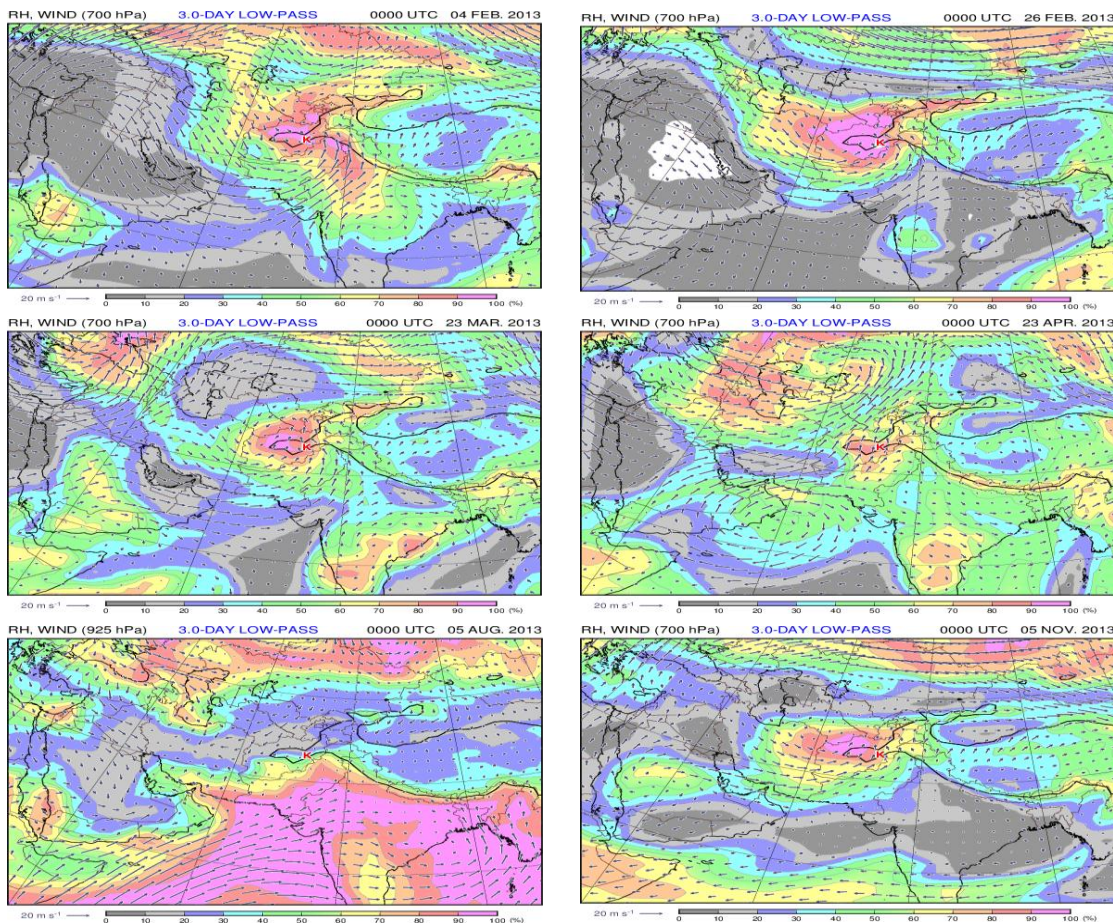 RH, WIND (700 hPa) 3.0-DAY LOW-PASS 0000 UTC 04 FEB. 2013
K
20 m s⁻¹ 0 10 20 30 40 50 60 70 80 90 100 (%)
RH, WIND (700 hPa) 3.0-DAY LOW-PASS 0000 UTC 26 FEB. 2013
K
20 m s⁻¹ 0 10 20 30 40 50 60 70 80 90 100 (%)
RH, WIND (700 hPa) 3.0-DAY LOW-PASS 0000 UTC 23 MAR. 2013
K
20 m s⁻¹ 0 10 20 30 40 50 60 70 80 90 100 (%)
RH, WIND (700 hPa) 3.0-DAY LOW-PASS 0000 UTC 23 APR. 2013
K
20 m s⁻¹ 0 10 20 30 40 50 60 70 80 90 100 (%)
RH, WIND (925 hPa) 3.0-DAY LOW-PASS 0000 UTC 05 AUG. 2013
K
20 m s⁻¹ 0 10 20 30 40 50 60 70 80 90 100 (%)
RH, WIND (700 hPa) 3.0-DAY LOW-PASS 0000 UTC 05 NOV. 2013
K
20 m s⁻¹ 0 10 20 30 40 50 60 70 80 90 100 (%)